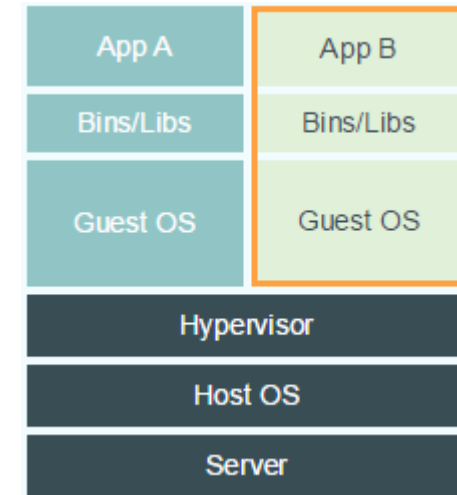 App A
App B
Bins/Libs
Bins/Libs
Guest OS
Guest OS
Hypervisor
Host OS
Server